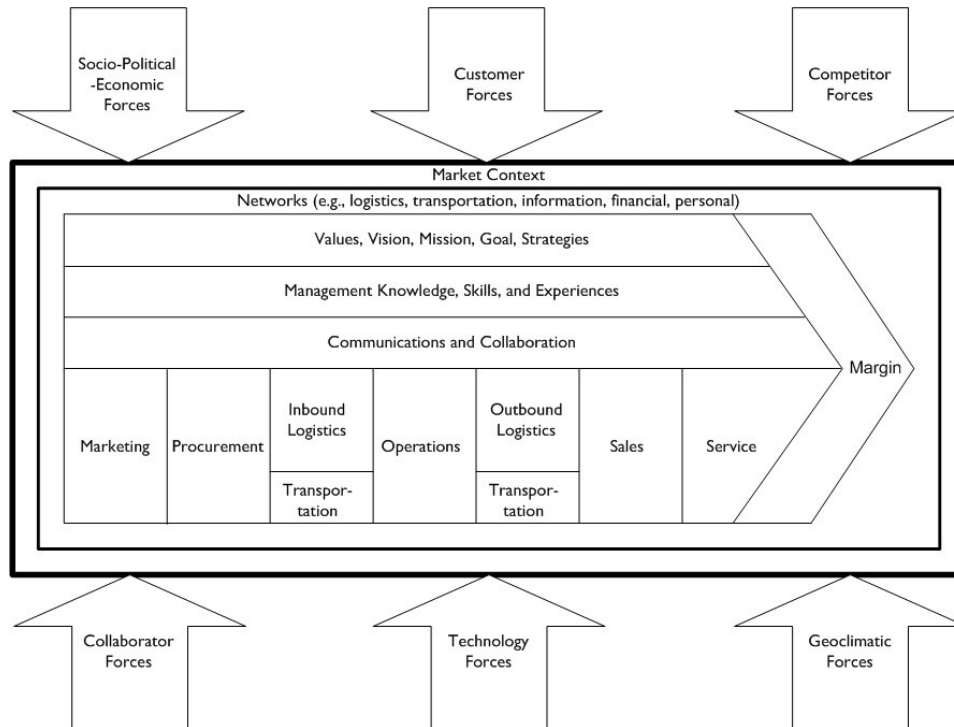 Socio-Political
-Economic
Forces
Customer
Forces
Competitor
Forces
Market Context
Networks (e.g., logistics, transportation, information, financial, personal)
Values, Vision, Mission, Goal, Strategies
Management Knowledge, Skills, and Experiences
Communications and Collaboration
Margin
Marketing
Procurement
Inbound
Logistics
Transpor-
tation
Operations
Outbound
Logistics
Transpor-
tation
Sales
Service
Collaborator
Forces
Technology
Forces
Geoclimatic
Forces